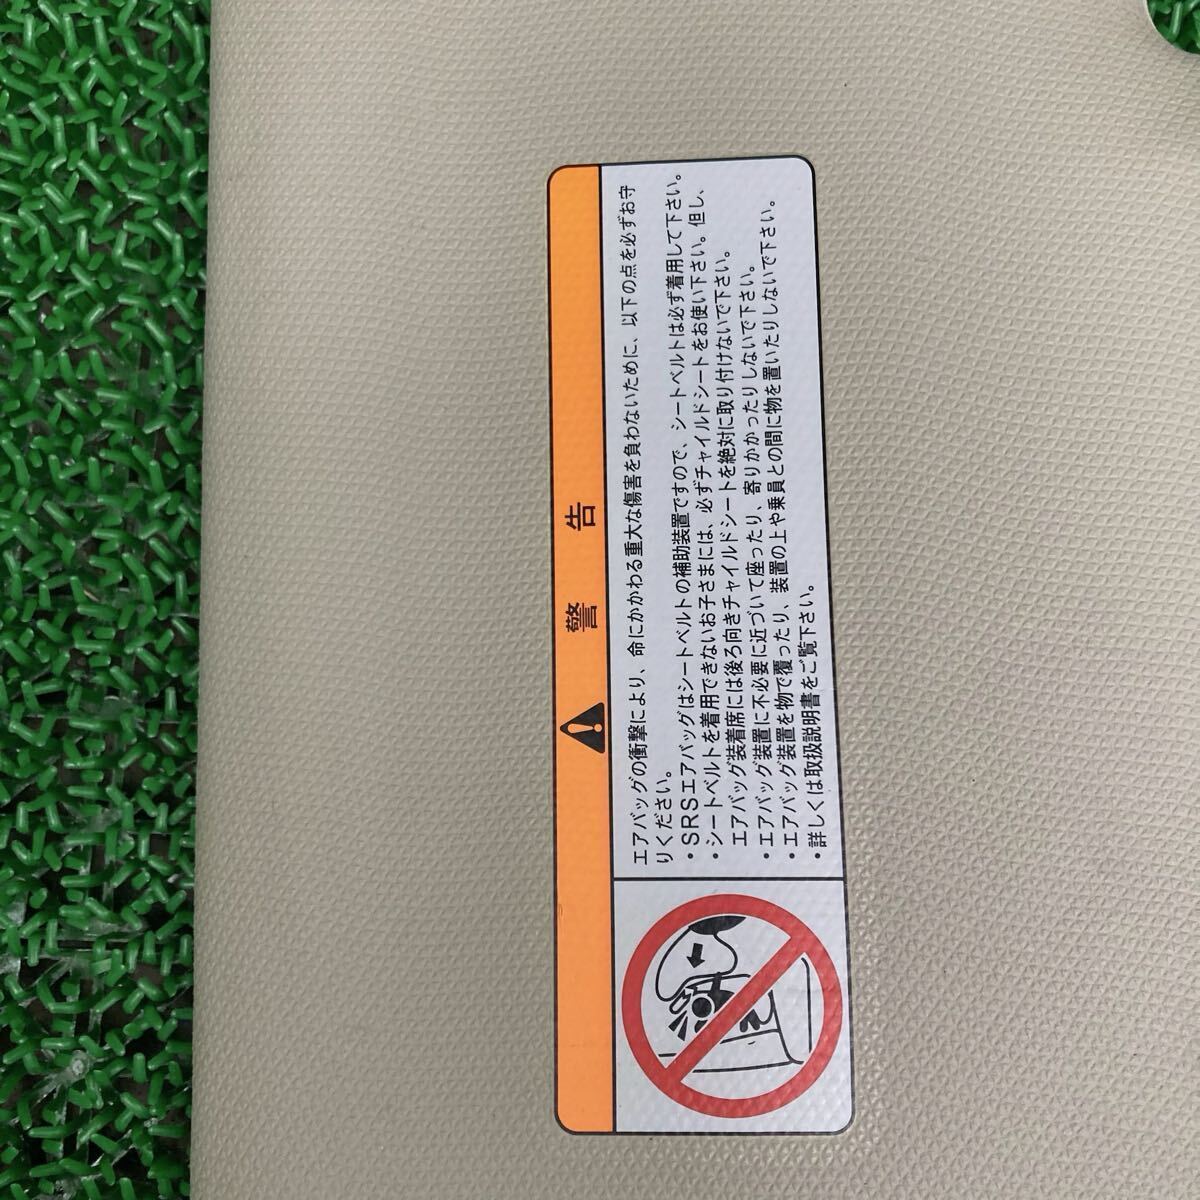 警告
エアバッグの衝撃により、命にかかわる重大な傷害を負わないために、以下の点を必ずお守
りください。
・SRSエアバッグはシートベルトの補助装置ですので、シートベルトは必ず着用して下さい。
・シートベルトを着用できないお子さまには、必ずチャイルドシートをお使い下さい。但し、
エアバッグ装着席には後ろ向きチャイルドシートを絶対に取り付けないで下さい。
・エアバッグ装置に不必要に近づいて座ったり、寄りかかったりしないで下さい。
・エアバッグ装置を物で覆ったり、装置の上や乗員との間に物を置いたりしないで下さい。
・詳しくは取扱説明書をご覧下さい。